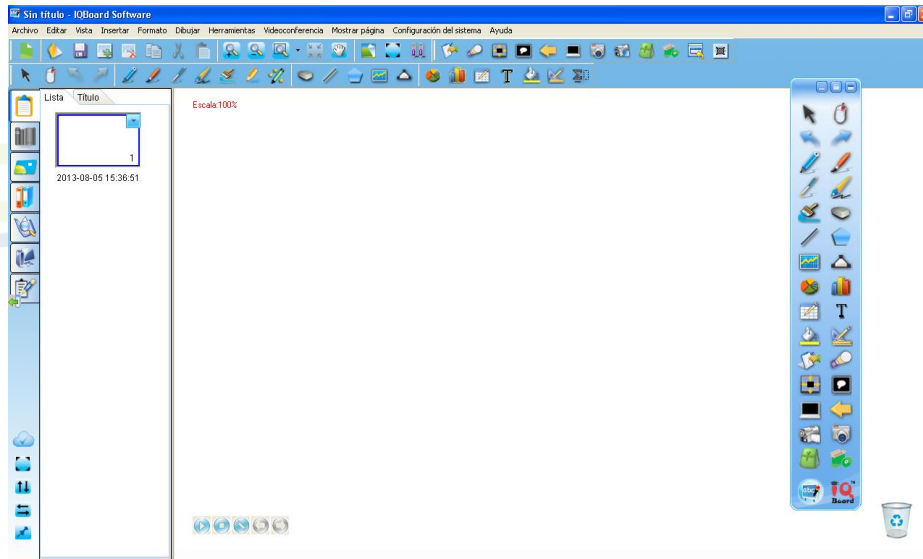 Sin título - IQBoard Software
Archivo Editar Vista Insertar Formato Dibujar Herramientas Videoconferencia Mostrar página Configuración del sistema Ayuda
Lista Título
Escala:100%
1
2013-08-05 15:36:51
T
T
abc
iQ
Board